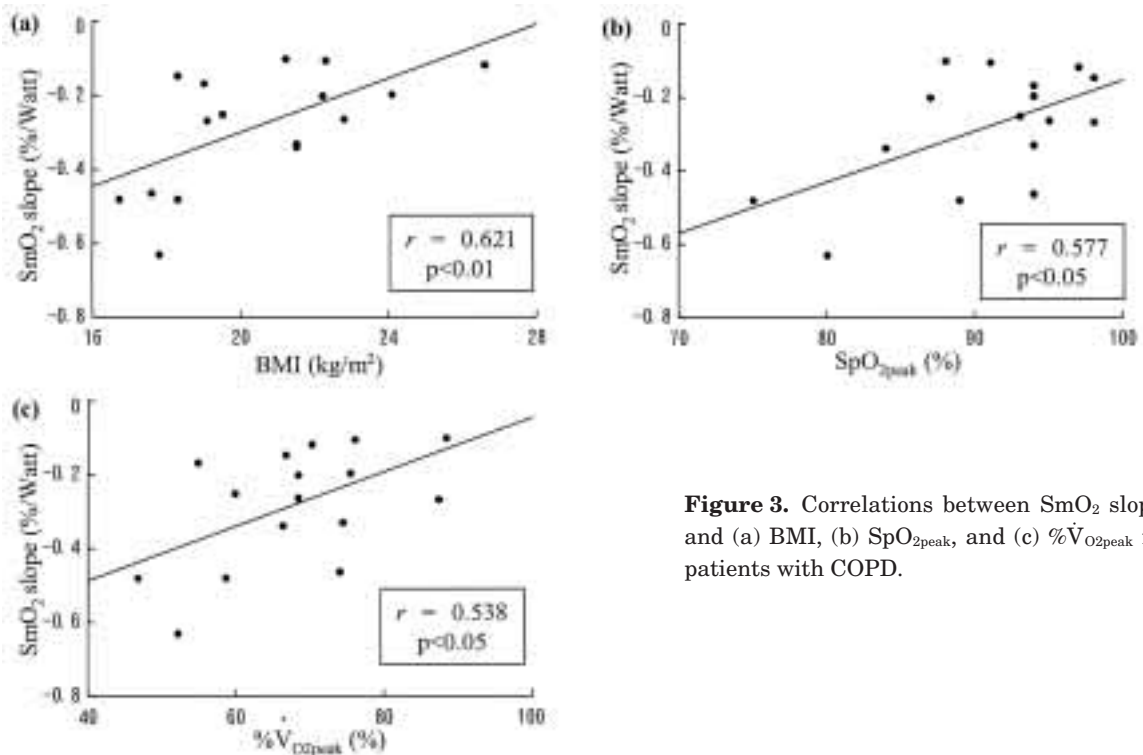 (a)
0
-0.2
-0.4
-0.6
-0.8
SmO₂ slope (%/Watt)
r = 0.621
p<0.01
16 20 24 28
BMI (kg/m²)
(b)
0
-0.2
-0.4
-0.6
-0.8
SmO₂ slope (%/Watt)
r = 0.577
p<0.05
70 80 90 100
SpO₂peak (%)
(c)
0
-0.2
-0.4
-0.6
-0.8
SmO₂ slope (%/Watt)
r = 0.538
p<0.05
40 60 80 100
%V̇O2peak (%)
Figure 3. Correlations between SmO₂ slop
and (a) BMI, (b) SpO₂peak, and (c) %V̇O2peak
patients with COPD.